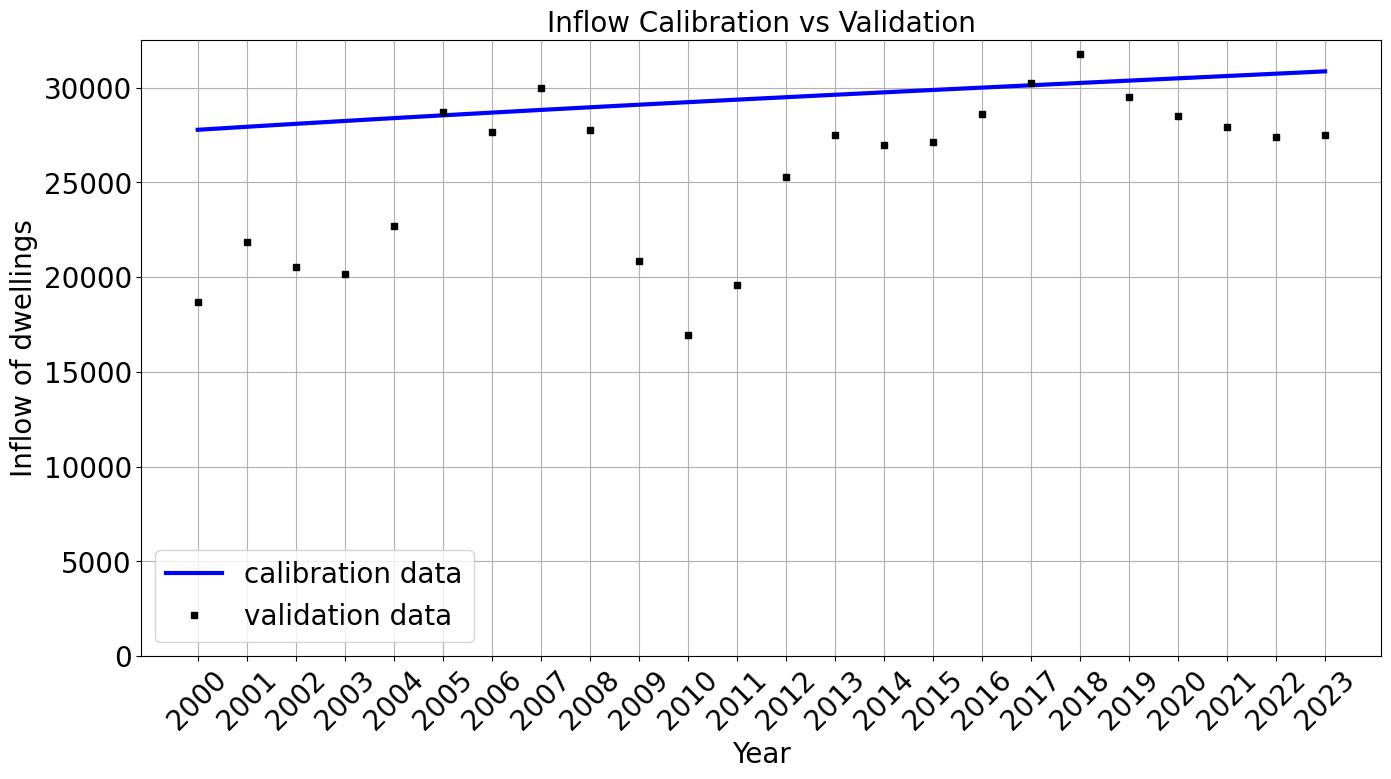 Inflow Calibration vs Validation
30000
25000
20000
15000
10000
5000
0
Inflow of dwellings
calibration data
validation data
2000 2001 2002 2003 2004 2005 2006 2007 2008 2009 2010 2011 2012 2013 2014 2015 2016 2017 2018 2019 2020 2021 2022 2023
Year